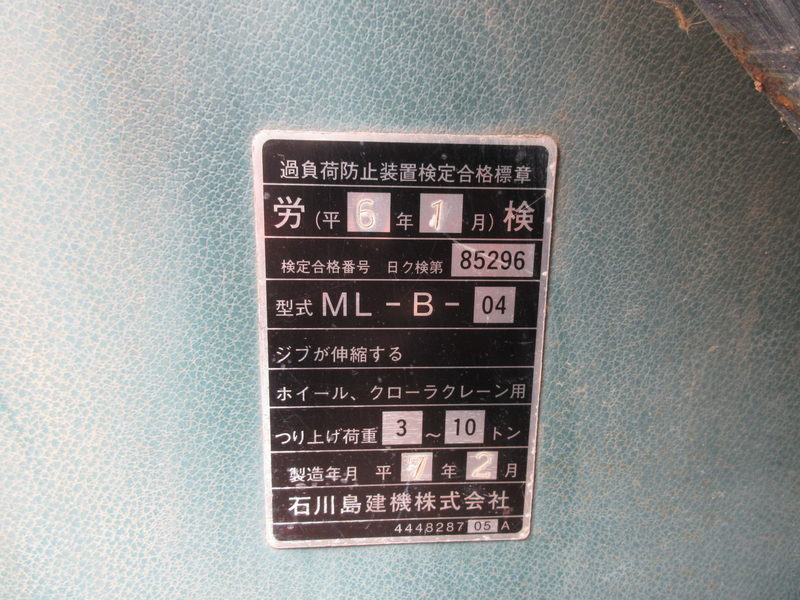 過負荷防止装置検定合格標章
労 (平 6 年 1 月) 検
検定合格番号 日ク検第 85296
型式 ML-B-04
ジブが伸縮する
ホイール、クローラクレーン用
つり上げ荷重 3 ～ 10 トン
製造年月 平 7 年 2 月
石川島建機株式会社
4448287 05 A